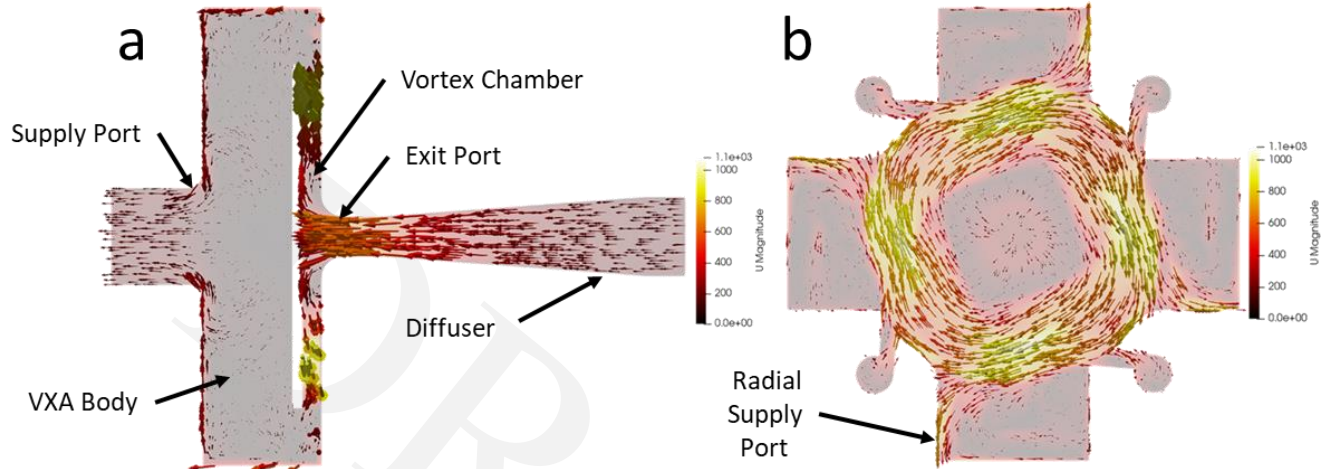 a
Supply Port
Vortex Chamber
Exit Port
Diffuser
VXA Body
1.1e+03
1000
800
600
400
200
0.0e+00
U Magnitude
b
Radial
Supply
Port
1.1e+03
1000
800
600
400
200
0.0e+00
U Magnitude
DR